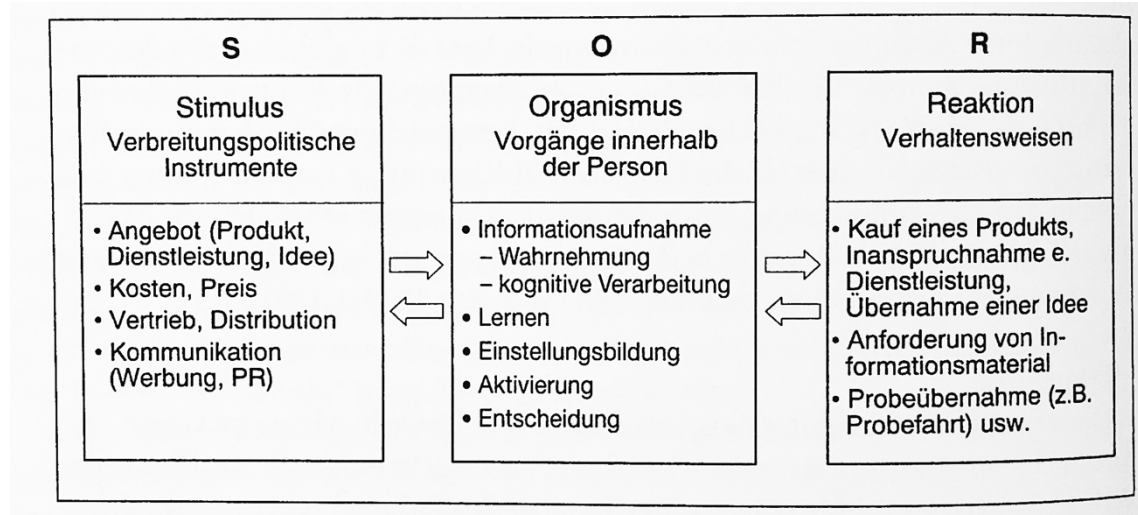 S
Stimulus
Verbreitungspolitische
Instrumente
• Angebot (Produkt,
Dienstleistung, Idee)
• Kosten, Preis
• Vertrieb, Distribution
• Kommunikation
(Werbung, PR)
O
Organismus
Vorgänge innerhalb
der Person
• Informationsaufnahme
– Wahrnehmung
– kognitive Verarbeitung
• Lernen
• Einstellungsbildung
• Aktivierung
• Entscheidung
R
Reaktion
Verhaltensweisen
• Kauf eines Produkts,
Inanspruchnahme e.
Dienstleistung,
Übernahme einer Idee
• Anforderung von In-
formationsmaterial
• Probeübernahme (z.B.
Probefahrt) usw.